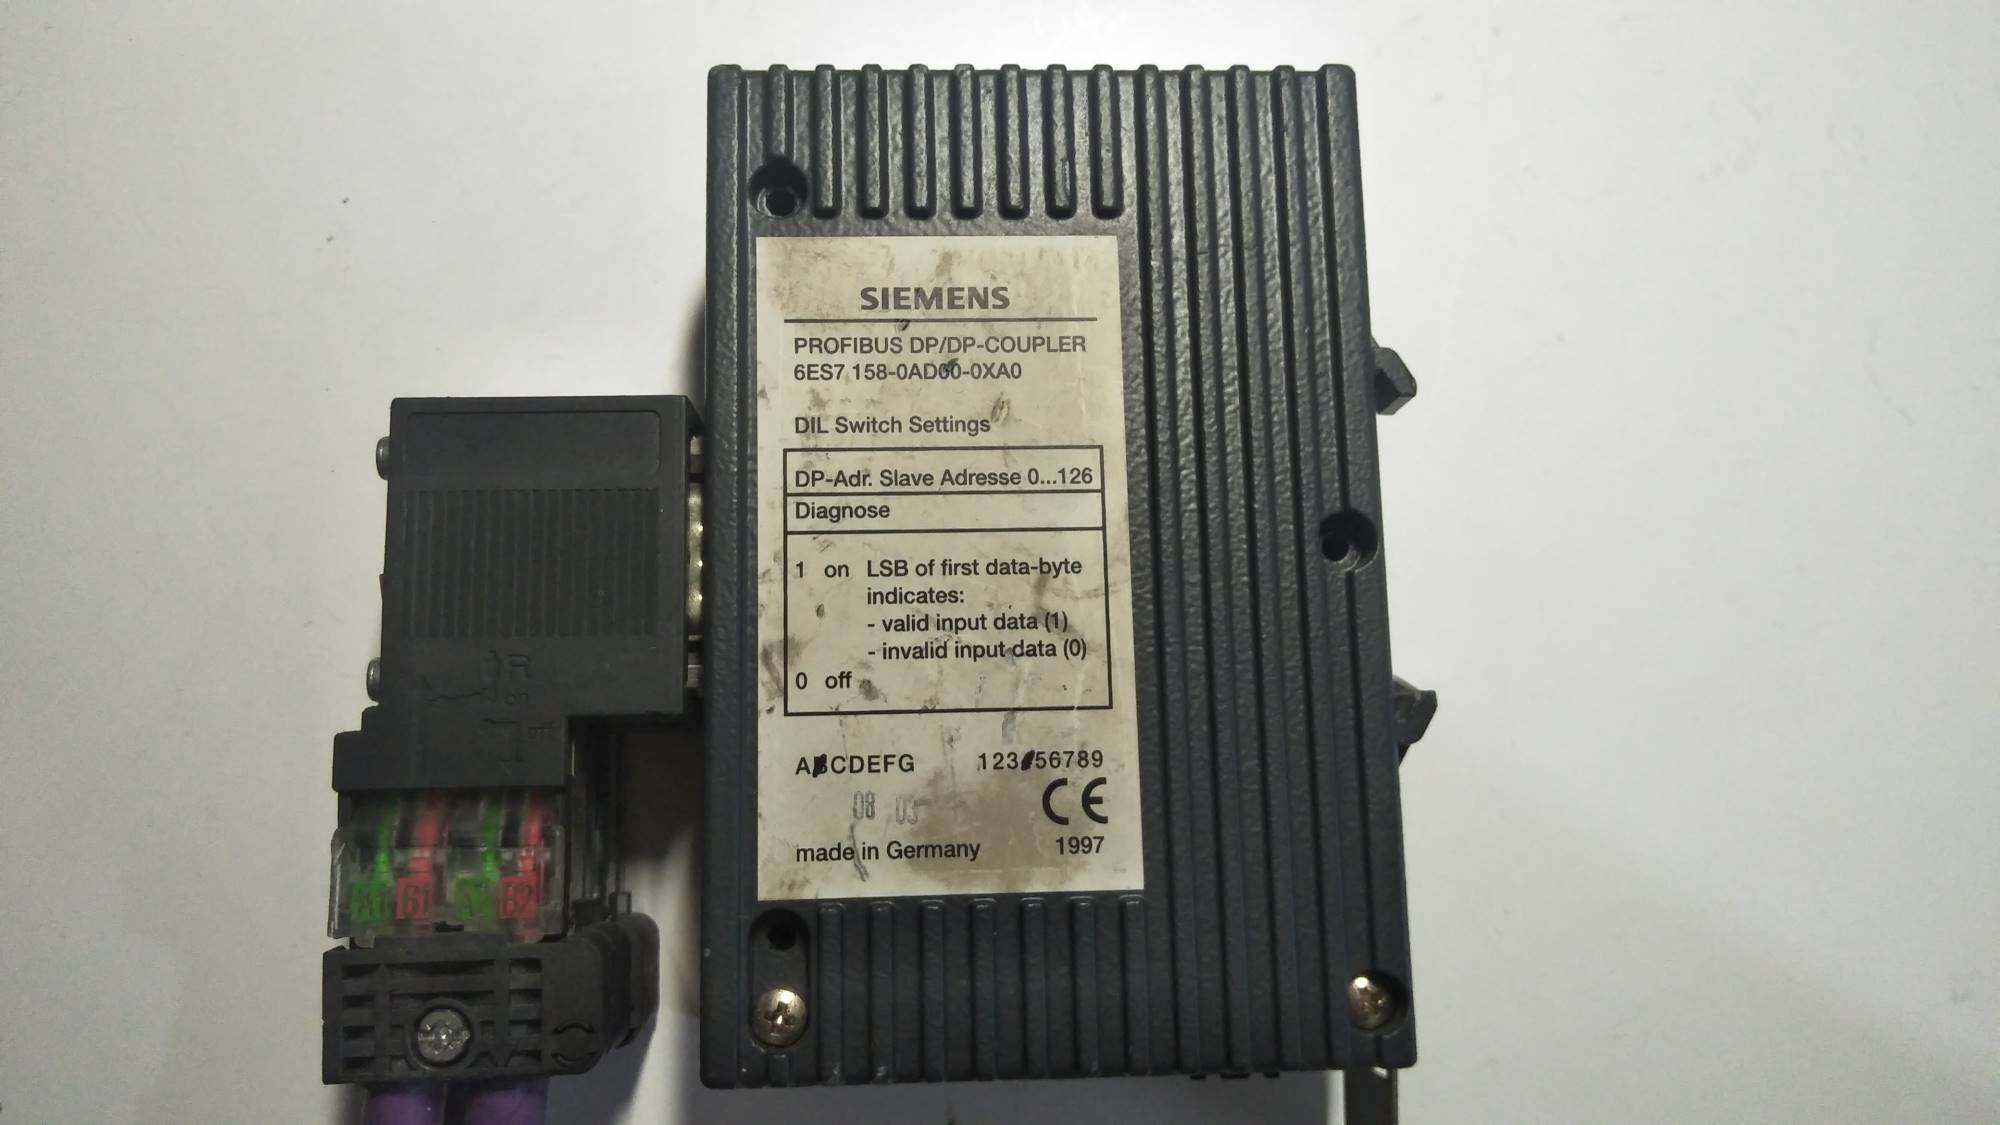 SIEMENS
PROFIBUS DP/DP-COUPLER
6ES7 158-0AD00-0XA0
DIL Switch Settings
DP-Adr. Slave Adresse 0...126
Diagnose
1 on LSB of first data-byte
indicates:
- valid input data (1)
- invalid input data (0)
0 off
ABCDEFG 123456789
08 03
CE
made in Germany 1997
R
on
OFF
A1 B1 B2